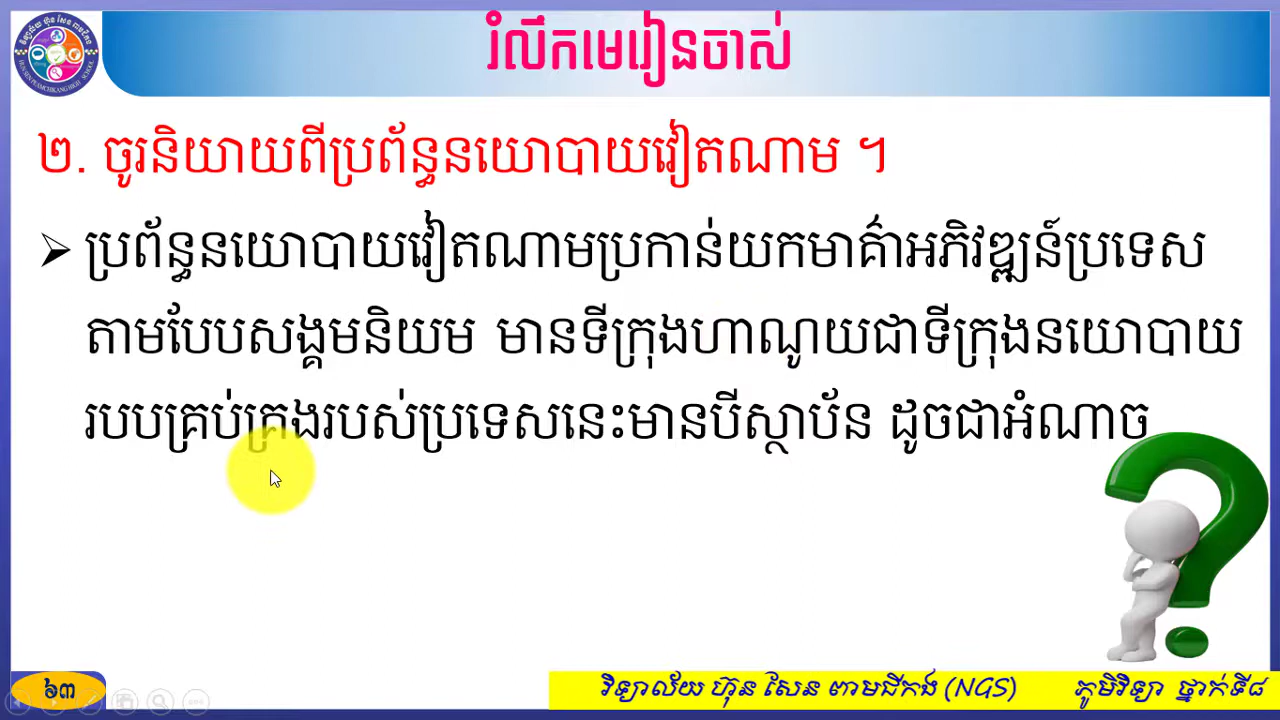 រំលឹកមេរៀនចាស់
២. ចូរនិយាយពីប្រព័ន្ធនយោបាយវៀតណាម ។
ប្រព័ន្ធនយោបាយវៀតណាមប្រកាន់យកមាគ៌ាអភិវឌ្ឍន៍ប្រទេស
តាមបែបសង្គមនិយម មានទីក្រុងហាណូយជាទីក្រុងនយោបាយ
របបគ្រប់គ្រងរបស់ប្រទេសនេះមានបីស្ថាប័ន ដូចជាអំណាច
៦៣
វិទ្យាល័យ ហ៊ុន សែន ពាមជីកង (NGS)
ភូមិវិទ្យា ថ្នាក់ទី៨